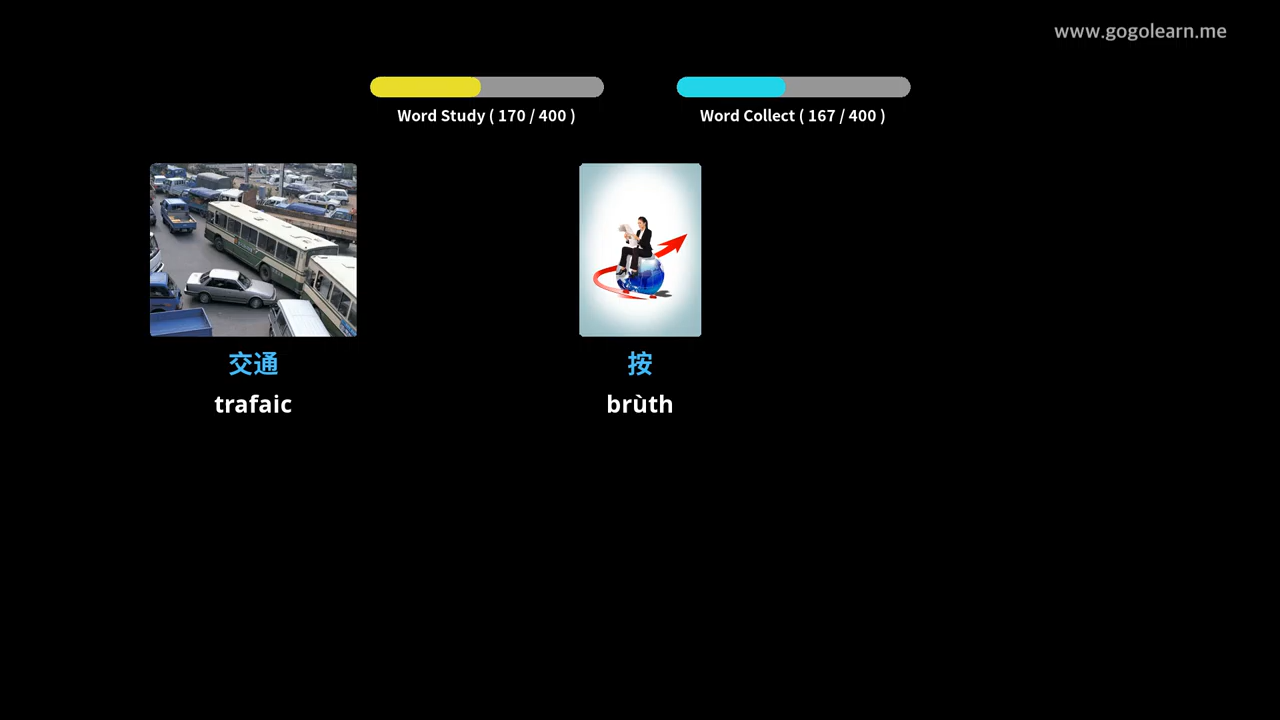 www.gogolearn.me
Word Study ( 170 / 400 )
Word Collect ( 167 / 400 )
交通
按
trafaic
brùth